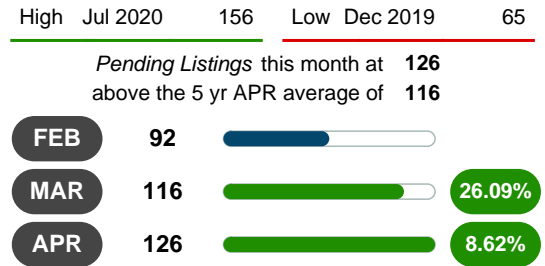 High Jul 2020 156 Low Dec 2019 65
Pending Listings this month at 126
above the 5 yr APR average of 116
FEB 92
MAR 116 26.09%
APR 126 8.62%